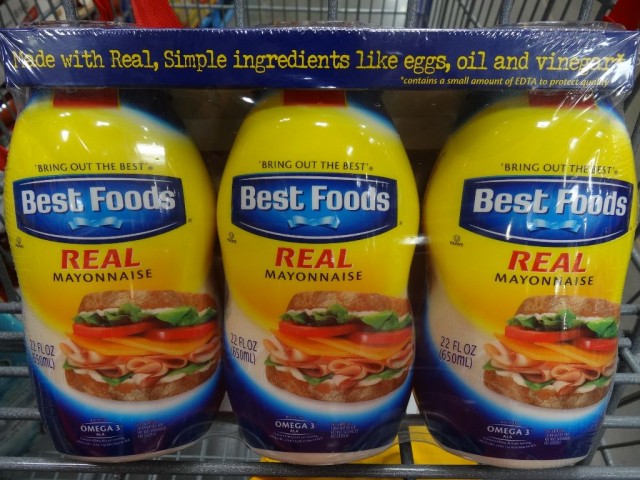 Made with Real, Simple ingredients like eggs, oil and vinegar*
*contains a small amount of EDTA to protect quality
"BRING OUT THE BEST"®
Best Foods
REAL
MAYONNAISE
22 FL OZ
(650mL)
OMEGA 3
ALA
"BRING OUT THE BEST"®
Best Foods
REAL
MAYONNAISE
22 FL OZ
(650mL)
OMEGA 3
ALA
"BRING OUT THE BEST"®
Best Foods
REAL
MAYONNAISE
22 FL OZ
(650mL)
OMEGA 3
ALA